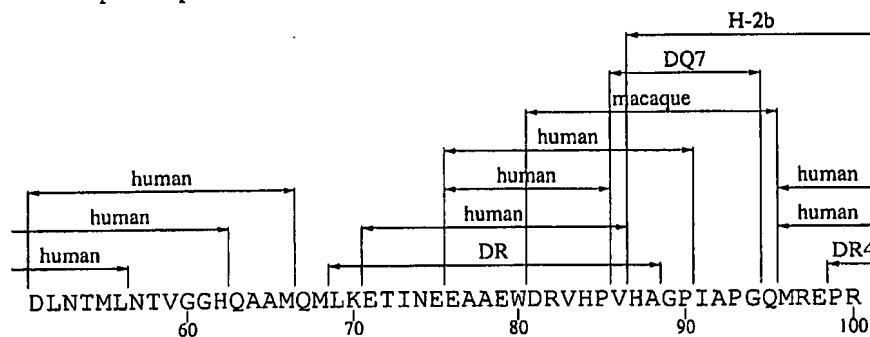 H-2b
DQ7
macaque
human
human human human
human human human
human DR DR4
DLNTMLNTVGGHQAAMQMLKETINEEAAEWDRVHPVHAGPIAPGQMREPR
60 70 80 90 100